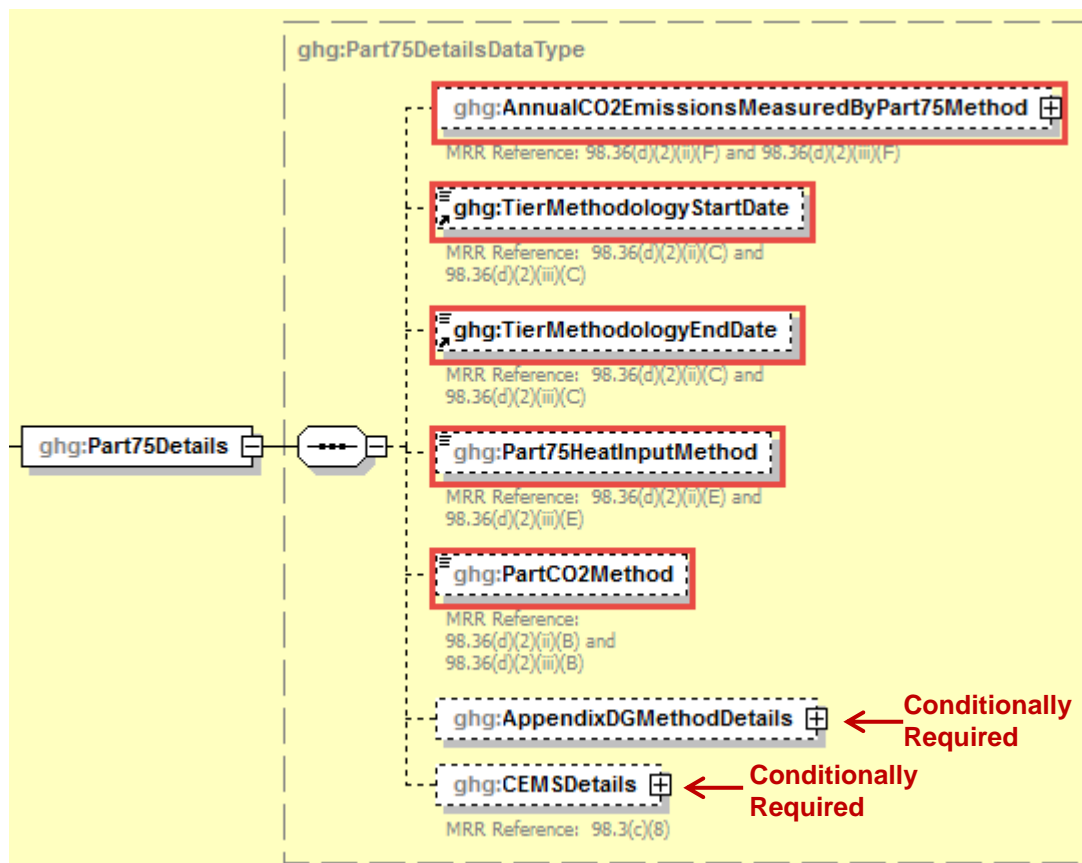 ghg:Part75DetailsDataType
ghg:AnnualCO2EmissionsMeasuredByPart75Method
MRR Reference: 98.36(d)(2)(ii)(F) and 98.36(d)(2)(iii)(F)
ghg:TierMethodologyStartDate
MRR Reference: 98.36(d)(2)(ii)(C) and
98.36(d)(2)(iii)(C)
ghg:TierMethodologyEndDate
MRR Reference: 98.36(d)(2)(ii)(C) and
98.36(d)(2)(iii)(C)
ghg:Part75Details
ghg:Part75HeatInputMethod
MRR Reference: 98.36(d)(2)(ii)(E) and
98.36(d)(2)(iii)(E)
ghg:PartCO2Method
MRR Reference:
98.36(d)(2)(ii)(B) and
98.36(d)(2)(iii)(B)
ghg:AppendixDGMethodDetails
Conditionally
Required
ghg:CEMSDetails
Conditionally
Required
MRR Reference: 98.3(c)(8)